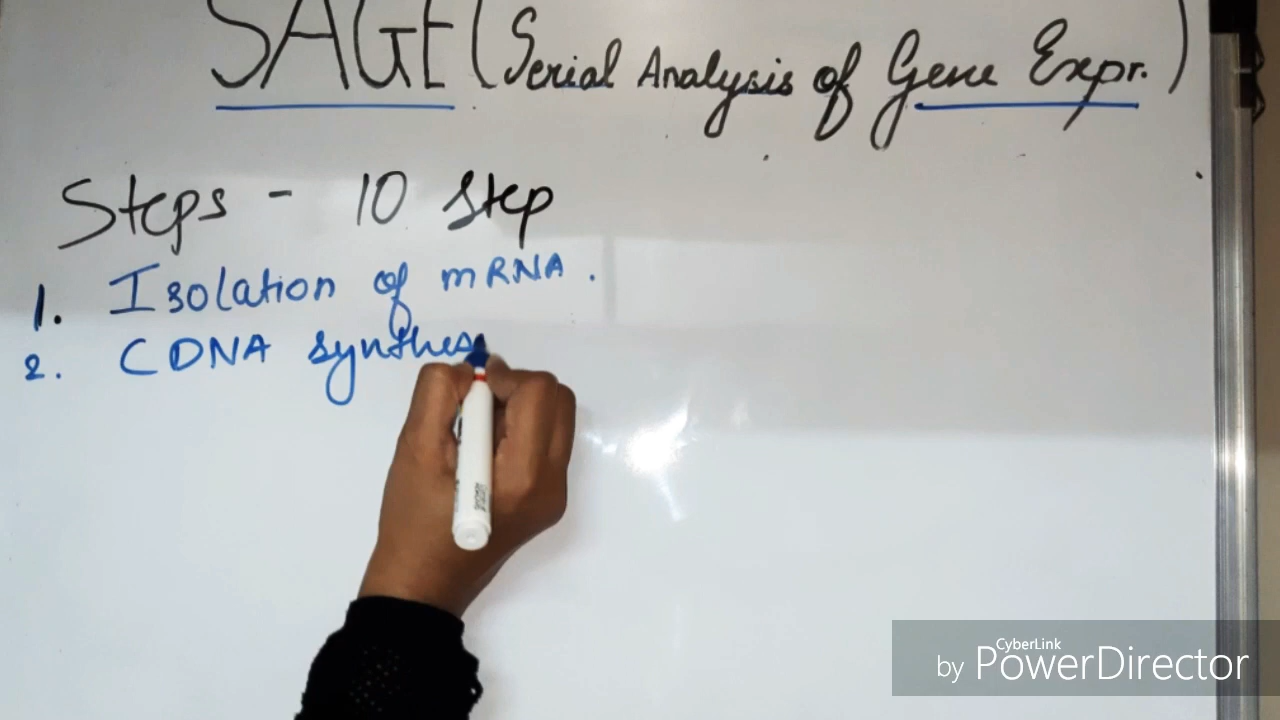 SAGE (Serial Analysis of Gene Expr.)
Steps - 10 step
1. Isolation of mRNA.
2. CDNA synthes
by CyberLink PowerDirector